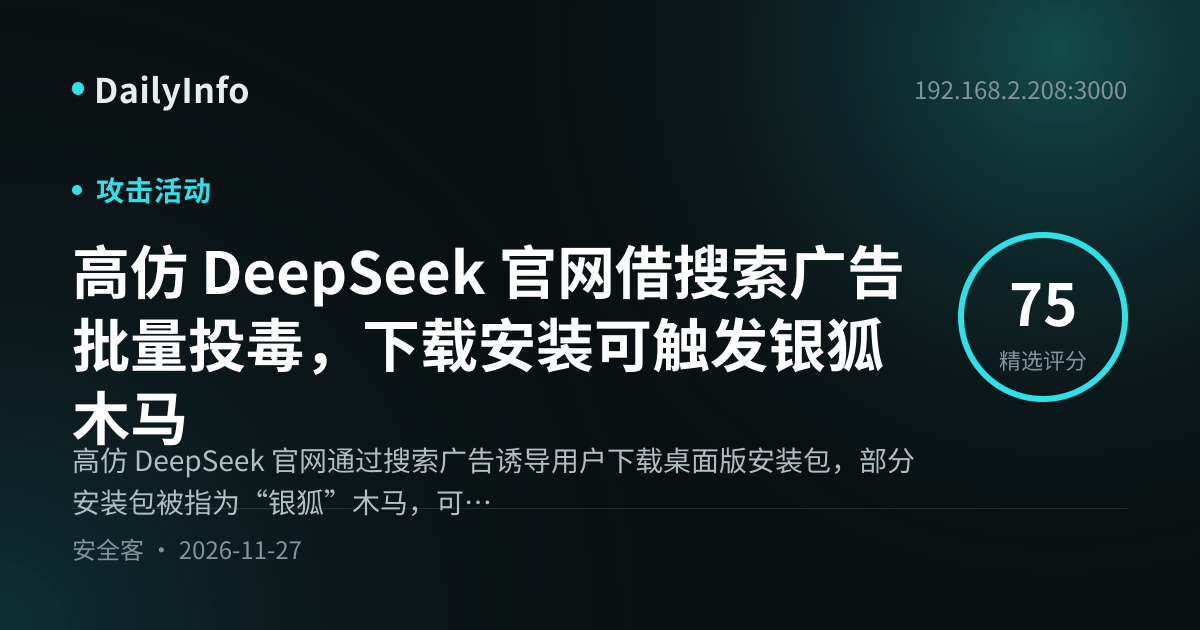 DailyInfo
192.168.2.208:3000
攻击活动
高仿 DeepSeek 官网借搜索广告
批量投毒，下载安装可触发银狐
木马
75
精选评分
高仿 DeepSeek 官网通过搜索广告诱导用户下载桌面版安装包，部分
安装包被指为“银狐”木马，可…
安全客 · 2026-11-27